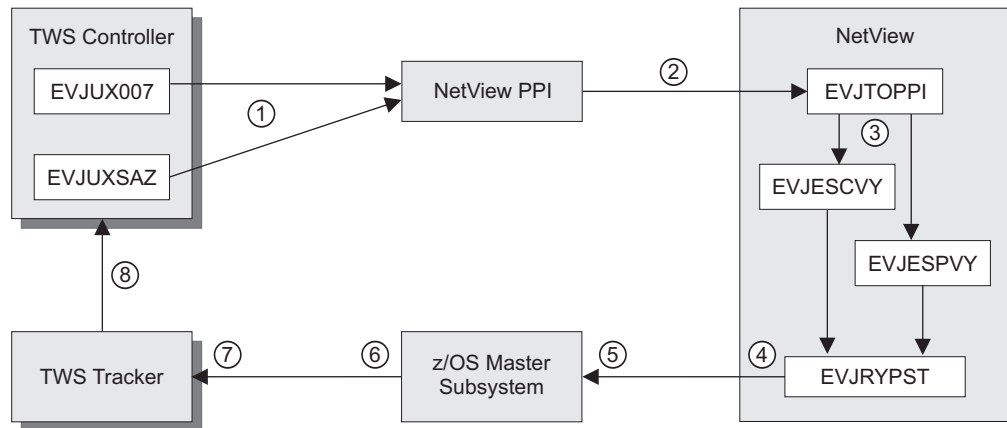 TWS Controller
EVJUX007
EVJUXSAZ
①
NetView PPI
②
NetView
EVJTOPPI
③
EVJESCVY
EVJESPVY
EVJRYPST
④
⑤
z/OS Master
Subsystem
⑥
⑦
TWS Tracker
⑧